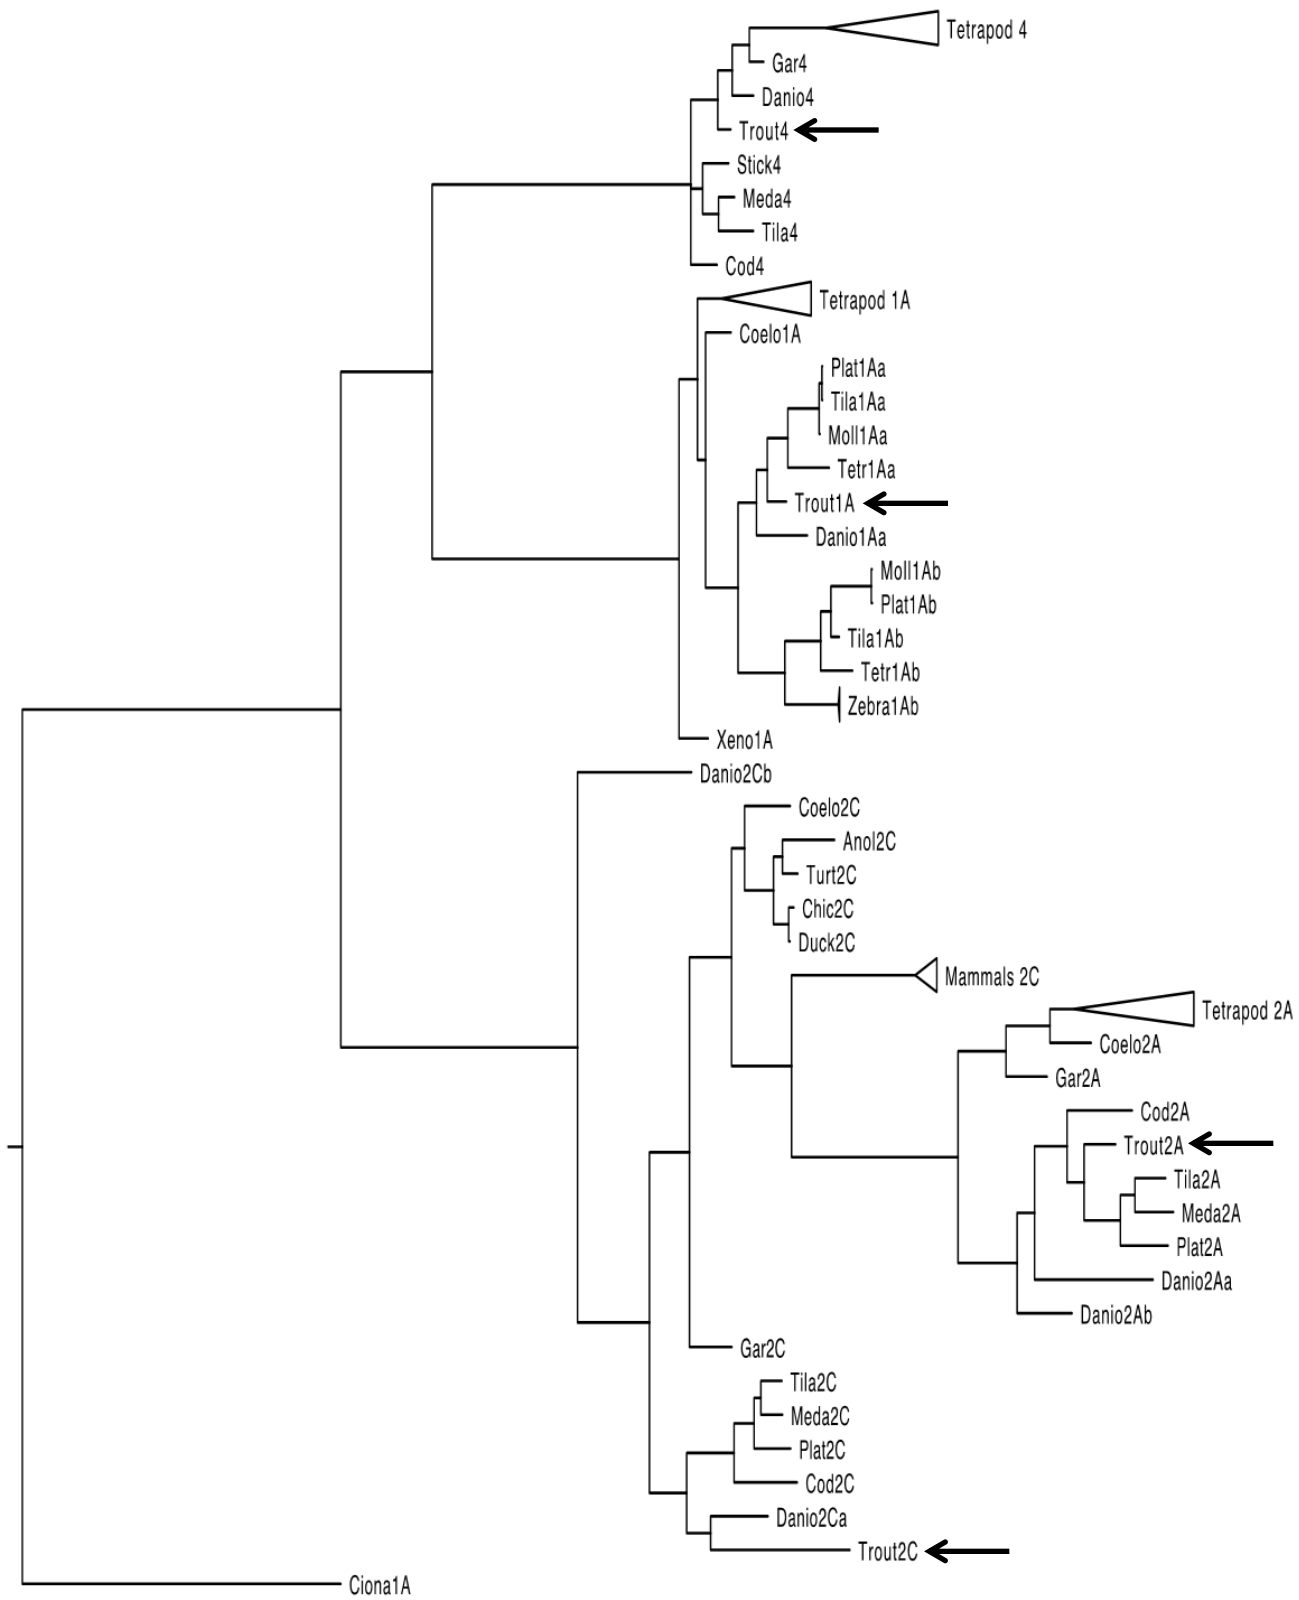 Tetrapod 4
Gar4
Danio4
Trout4
Stick4
Meda4
Tila4
Cod4
Tetrapod 1A
Coelo1A
Plat1Aa
Tila1Aa
Moll1Aa
Tetr1Aa
Trout1A
Danio1Aa
Moll1Ab
Plat1Ab
Tila1Ab
Tetr1Ab
Zebra1Ab
Xeno1A
Danio2Cb
Coelo2C
Anol2C
Turt2C
Chic2C
Duck2C
Mammals 2C
Tetrapod 2A
Coelo2A
Gar2A
Cod2A
Trout2A
Tila2A
Meda2A
Plat2A
Danio2Aa
Danio2Ab
Gar2C
Tila2C
Meda2C
Plat2C
Cod2C
Danio2Ca
Trout2C
Ciona1A